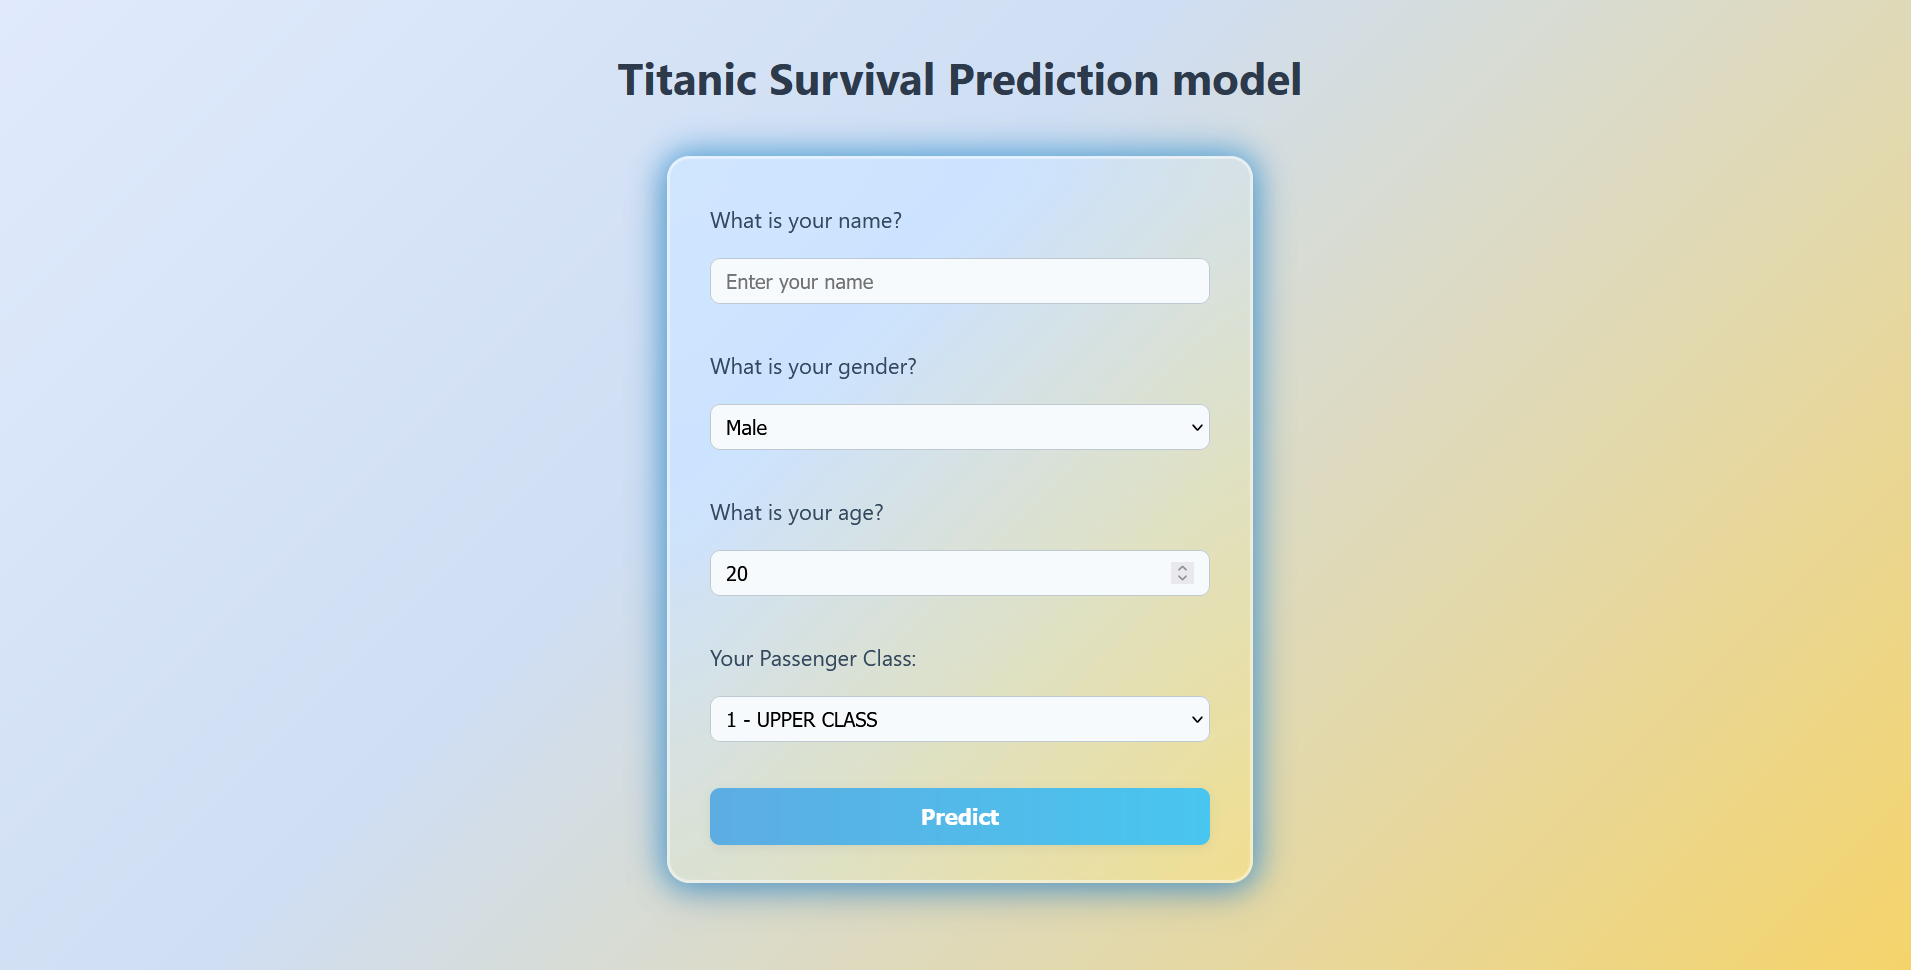 Titanic Survival Prediction model
What is your name?
Enter your name
What is your gender?
Male
What is your age?
20
Your Passenger Class:
1 - UPPER CLASS
Predict